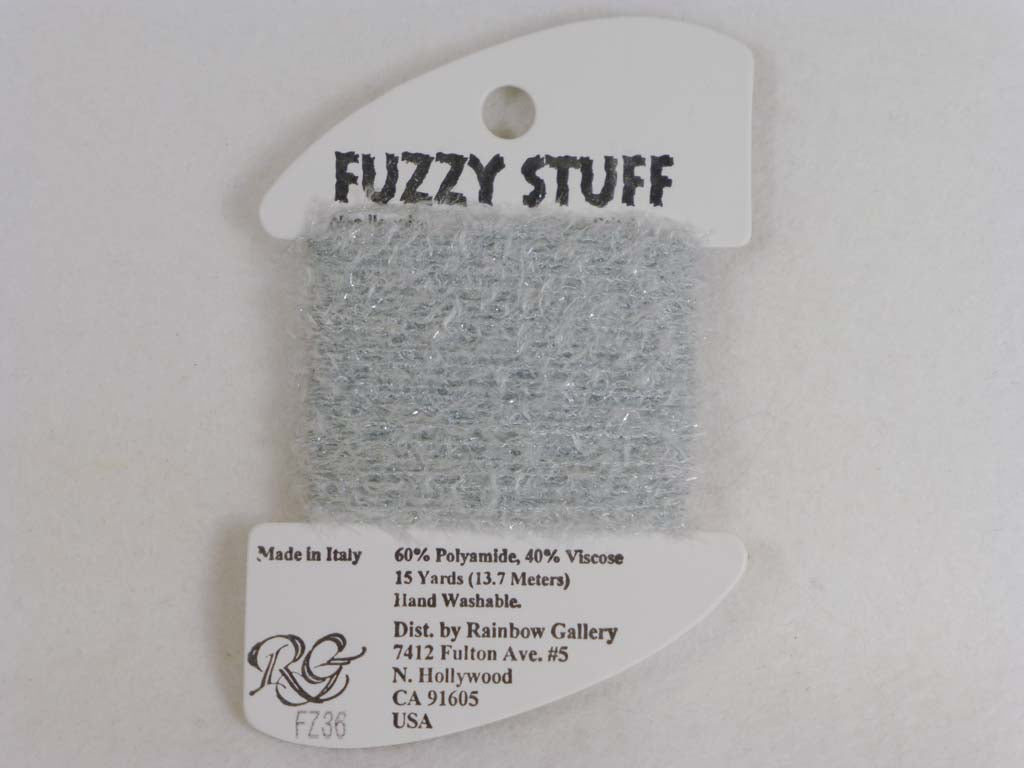 FUZZY STUFF
Made in Italy
60% Polyamide, 40% Viscose
15 Yards (13.7 Meters)
Hand Washable.
Dist. by Rainbow Gallery
7412 Fulton Ave. #5
N. Hollywood
CA 91605
USA
RG
FZ36